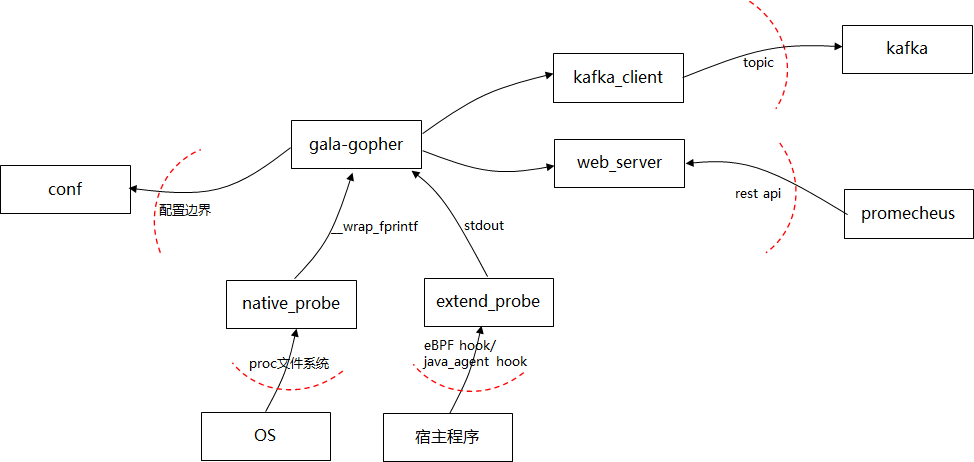 kafka
topic
kafka_client
gala-gopher
web_server
conf
rest api
配置边界
promecheus
__wrap_fprintf
stdout
native_probe
extend_probe
eBPF hook/
java_agent hook
proc文件系统
OS
宿主程序